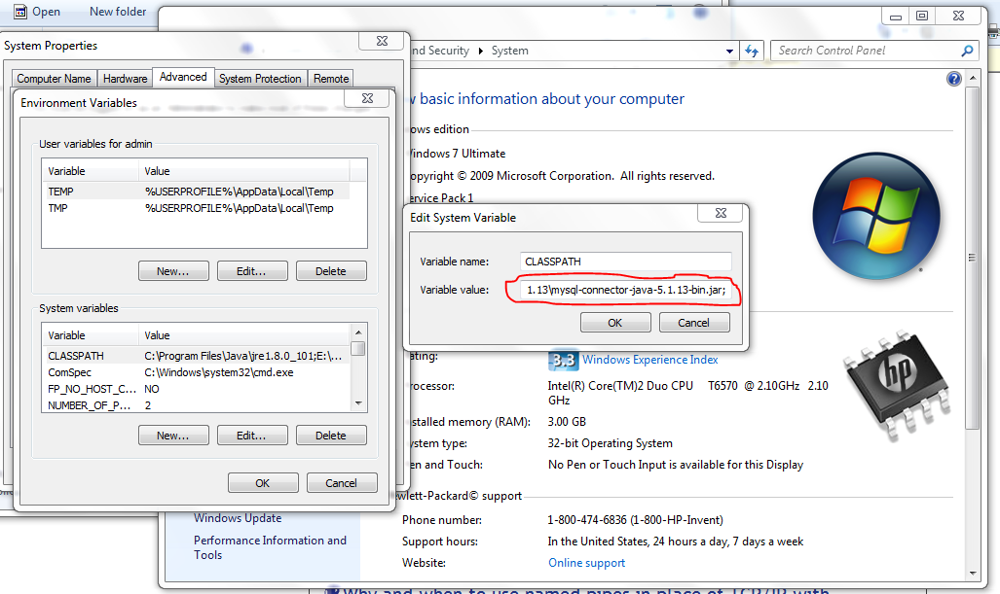 Open New folder
System Properties
nd Security System Search Control Panel
Computer Name Hardware Advanced System Protection Remote
Environment Variables
User variables for admin
Variable Value
TEMP %USERPROFILE%\AppData\Local\Temp
TMP %USERPROFILE%\AppData\Local\Temp
New... Edit... Delete
System variables
Variable Value
CLASSPATH C:\Program Files\Java\jre1.8.0_101;E:\...
ComSpec C:\Windows\system32\cmd.exe
FP_NO_HOST_C... NO
NUMBER_OF_P... 2
New... Edit... Delete
OK Cancel
w basic information about your computer
ows edition
Windows 7 Ultimate
opyright © 2009 Microsoft Corporation. All rights reserved.
ervice Pack 1
Edit System Variable
Variable name: CLASSPATH
Variable value: 1.13\mysql-connector-java-5.1.13-bin.jar;
OK Cancel
ating: 3.3 Windows Experience Index
rocessor: Intel(R) Core(TM)2 Duo CPU T6570 @ 2.10GHz 2.10
GHz
nstalled memory (RAM): 3.00 GB
ystem type: 32-bit Operating System
en and Touch: No Pen or Touch Input is available for this Display
hp
ewlett-Packard© support
Phone number: 1-800-474-6836 (1-800-HP-Invent)
Support hours: In the United States, 24 hours a day, 7 days a week
Website: Online support
Windows Update
Performance Information and
Tools
Why and when to use named pipes in place of TCP/IP with